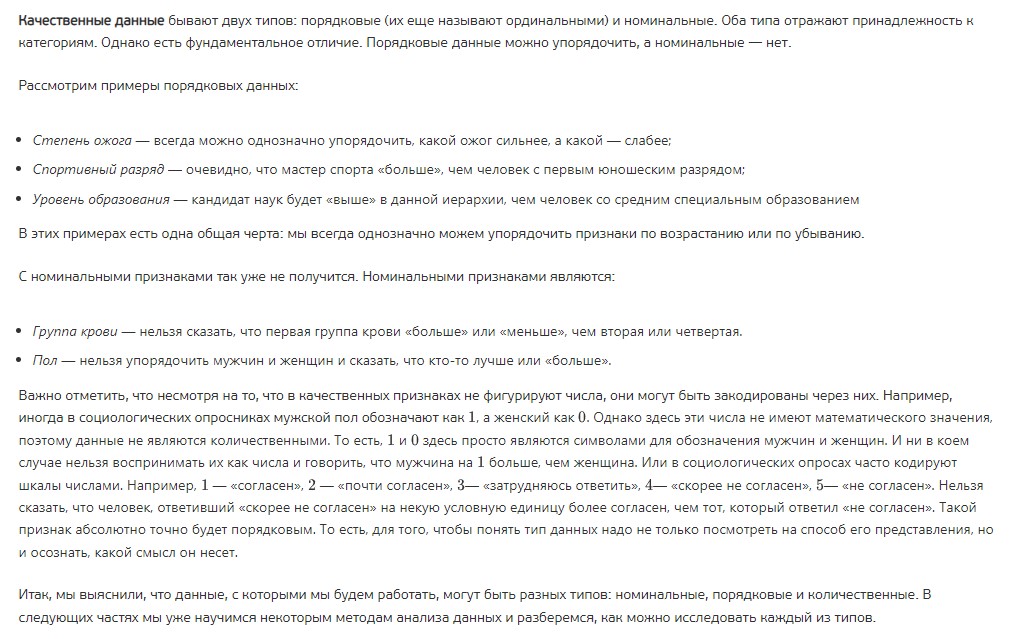 Качественные данные бывают двух типов: порядковые (их еще называют ординальными) и номинальные. Оба типа отражают принадлежность к
категориям. Однако есть фундаментальное отличие. Порядковые данные можно упорядочить, а номинальные — нет.
Рассмотрим примеры порядковых данных:
• Степень ожога — всегда можно однозначно упорядочить, какой ожог сильнее, а какой — слабее;
• Спортивный разряд — очевидно, что мастер спорта «больше», чем человек с первым юношеским разрядом;
• Уровень образования — кандидат наук будет «выше» в данной иерархии, чем человек со средним специальным образованием
В этих примерах есть одна общая черта: мы всегда однозначно можем упорядочить признаки по возрастанию или по убыванию.
С номинальными признаками так уже не получится. Номинальными признаками являются:
• Группа крови — нельзя сказать, что первая группа крови «больше» или «меньше», чем вторая или четвертая.
• Пол — нельзя упорядочить мужчин и женщин и сказать, что кто-то лучше или «больше».
Важно отметить, что несмотря на то, что в качественных признаках не фигурируют числа, они могут быть закодированы через них. Например,
иногда в социологических опросниках мужской пол обозначают как 1, а женский как 0. Однако здесь эти числа не имеют математического значения,
поэтому данные не являются количественными. То есть, 1 и 0 здесь просто являются символами для обозначения мужчин и женщин. И ни в коем
случае нельзя воспринимать их как числа и говорить, что мужчина на 1 больше, чем женщина. Или в социологических опросах часто кодируют
шкалы числами. Например, 1 — «согласен», 2 — «почти согласен», 3— «затрудняюсь ответить», 4— «скорее не согласен», 5— «не согласен». Нельзя
сказать, что человек, ответивший «скорее не согласен» на некую условную единицу более согласен, чем тот, который ответил «не согласен». Такой
признак абсолютно точно будет порядковым. То есть, для того, чтобы понять тип данных надо не только посмотреть на способ его представления, но
и осознать, какой смысл он несет.
Итак, мы выяснили, что данные, с которыми мы будем работать, могут быть разных типов: номинальные, порядковые и количественные. В
следующих частях мы уже научимся некоторым методам анализа данных и разберемся, как можно исследовать каждый из типов.